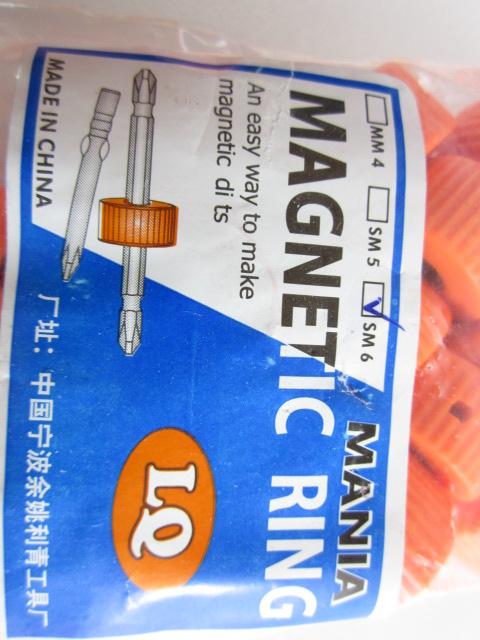 MM 4 SM 5 SM 6
MANIA
MAGNETIC RING
An easy way to make
magnetic di ts
LQ
MADE IN CHINA
厂址：中国宁波余姚利青工具厂